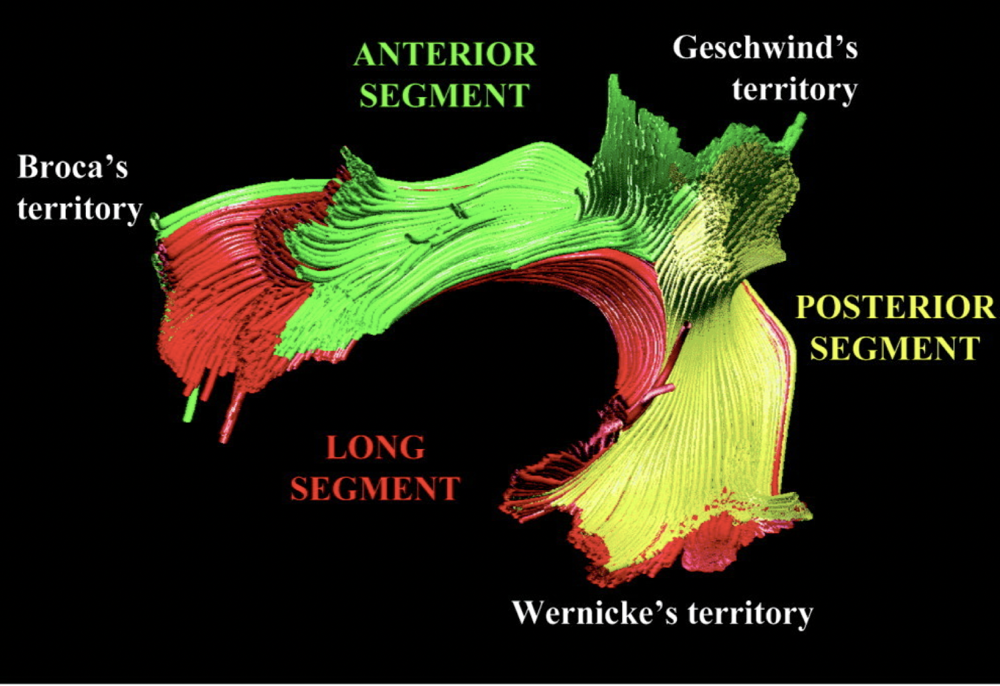 ANTERIOR
SEGMENT
Geschwind's
territory
Broca's
territory
POSTERIOR
SEGMENT
LONG
SEGMENT
Wernicke's territory